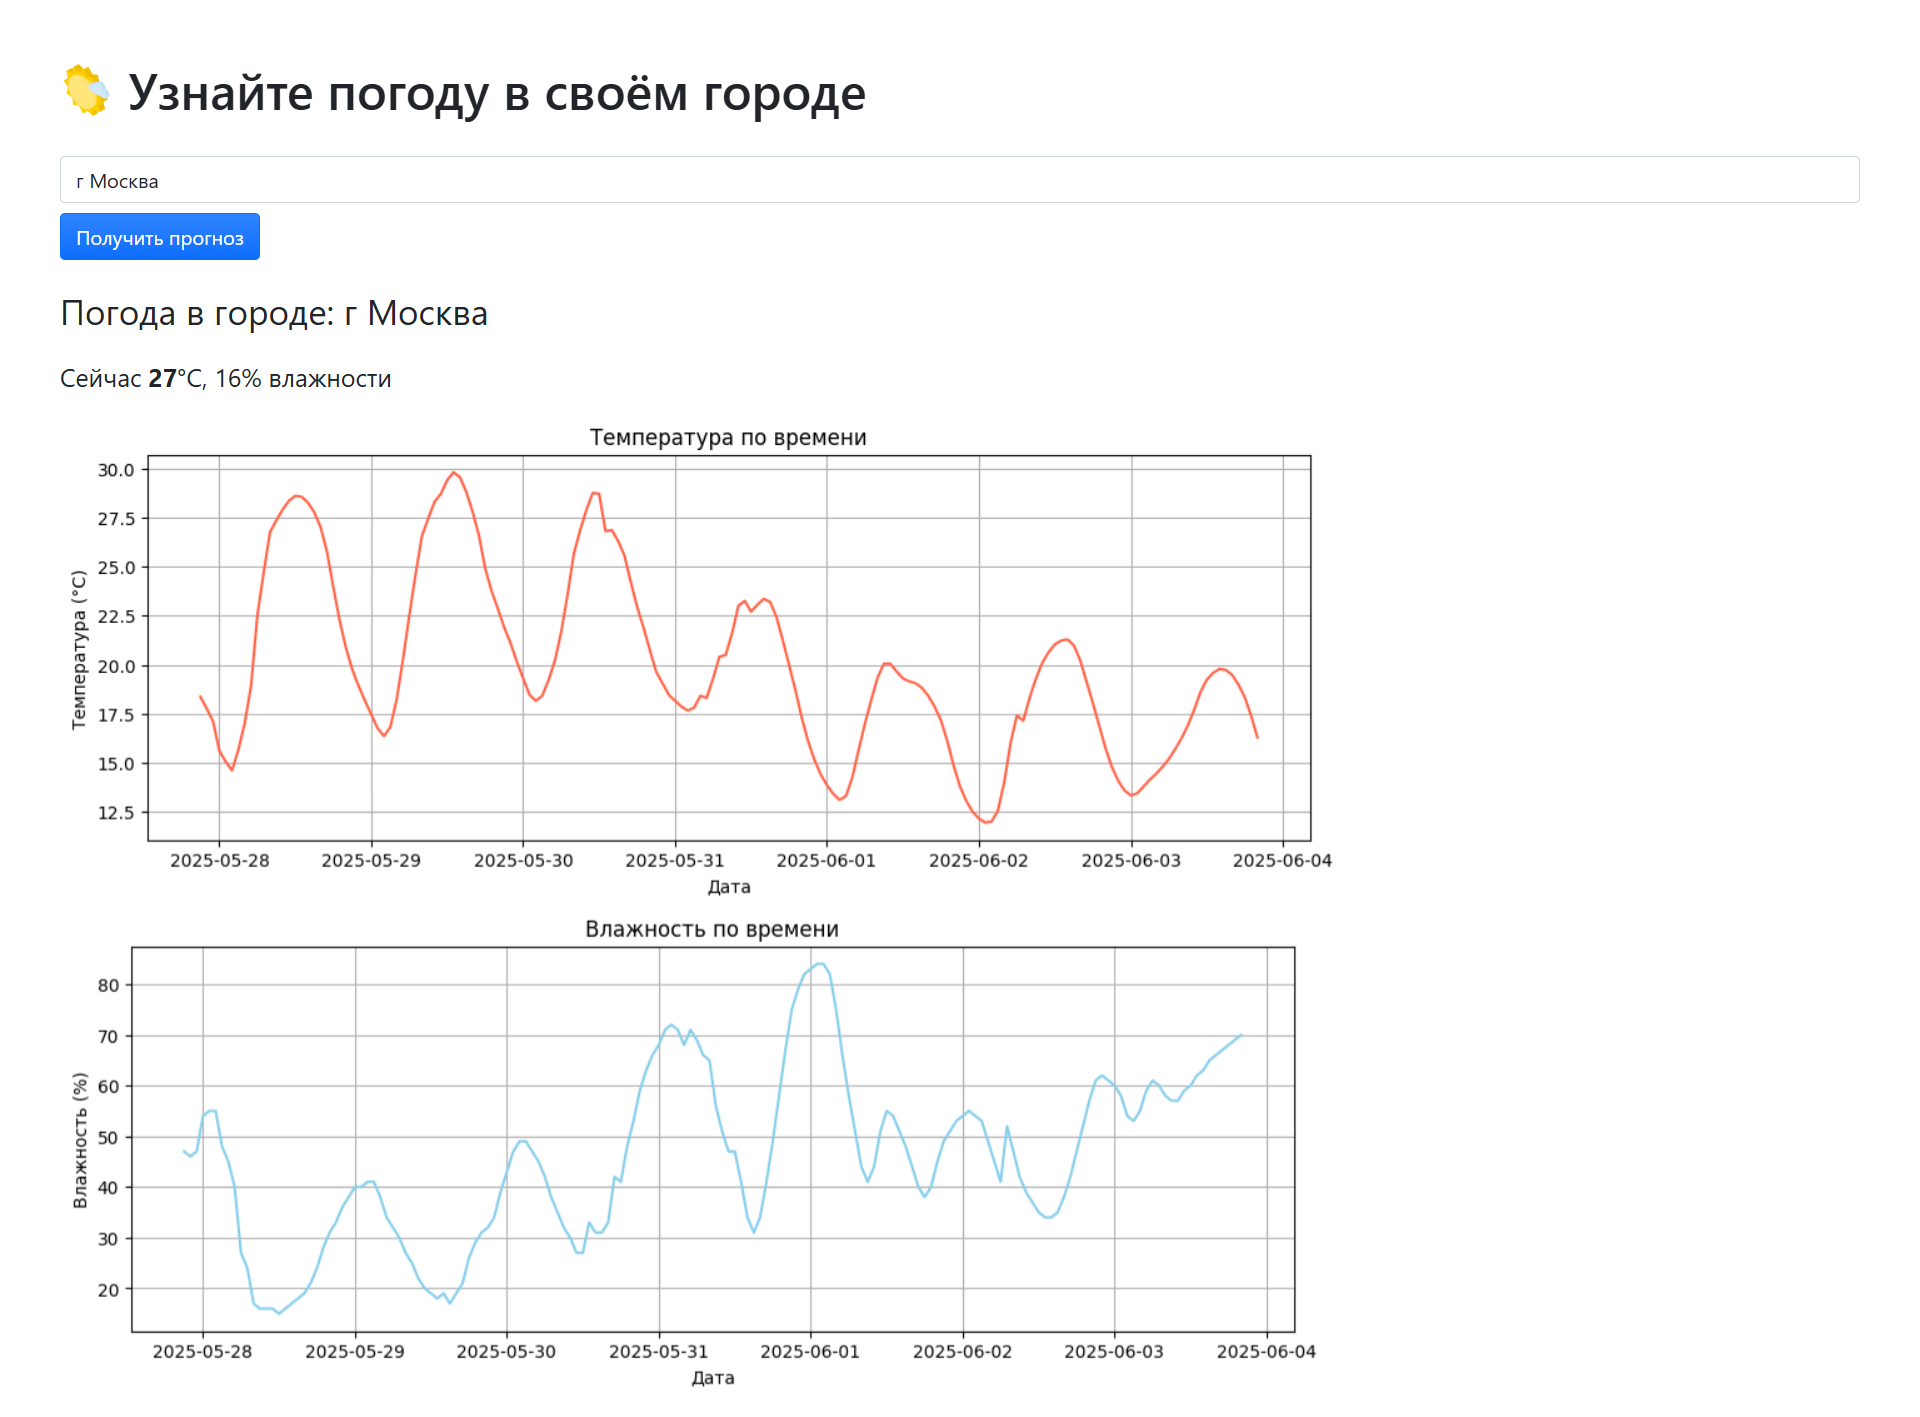 Узнайте погоду в своём городе
г Москва
Получить прогноз
Погода в городе: г Москва
Сейчас 27°C, 16% влажности
Температура по времени
30.0
27.5
25.0
22.5
20.0
17.5
15.0
12.5
Температура (°C)
2025-05-28 2025-05-29 2025-05-30 2025-05-31 2025-06-01 2025-06-02 2025-06-03 2025-06-04
Дата
Влажность по времени
80
70
60
50
40
30
20
Влажность (%)
2025-05-28 2025-05-29 2025-05-30 2025-05-31 2025-06-01 2025-06-02 2025-06-03 2025-06-04
Дата